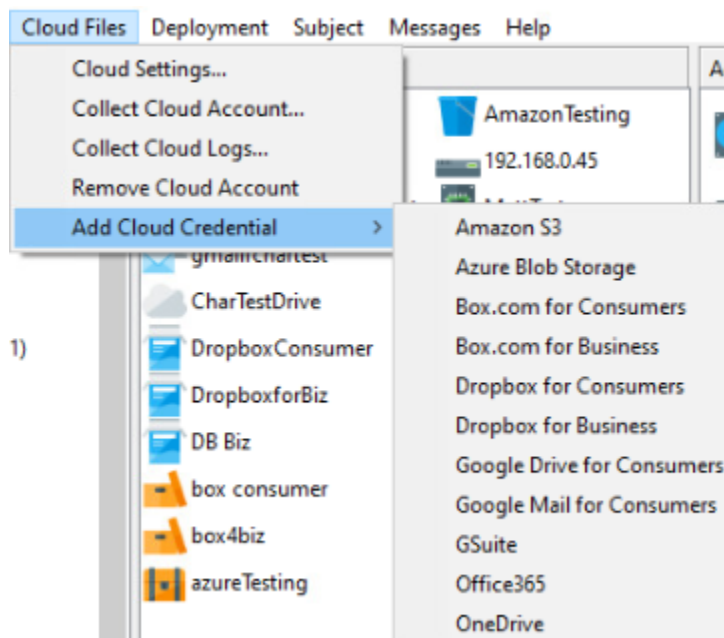 Cloud Files Deployment Subject Messages Help
Cloud Settings...
Collect Cloud Account...
Collect Cloud Logs...
Remove Cloud Account
Add Cloud Credential >
Amazon S3
Azure Blob Storage
Box.com for Consumers
Box.com for Business
Dropbox for Consumers
Dropbox for Business
Google Drive for Consumers
Google Mail for Consumers
GSuite
Office365
OneDrive
A
AmazonTesting
192.168.0.45
CharTestDrive
DropboxConsumer
DropboxforBiz
DB Biz
box consumer
box4biz
azureTesting
1)